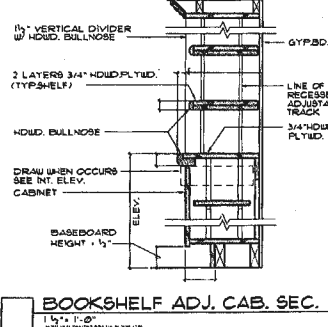 1½" VERTICAL DIVIDER
W/ HDWD. BULLNOSE
GYP.BD.
2 LAYERS 3/4" HDWD.PLYWD.
(TYP.SHELF)
LINE OF
RECESSED
ADJUSTA
TRACK
HDWD. BULLNOSE
3/4" HDW
PLYWD.
DRAW WHEN OCCURS
SEE INT. ELEV.
CABINET
ELEV.
BASEBOARD
HEIGHT + ½"
BOOKSHELF ADJ. CAB. SEC.
1½" = 1'-0"